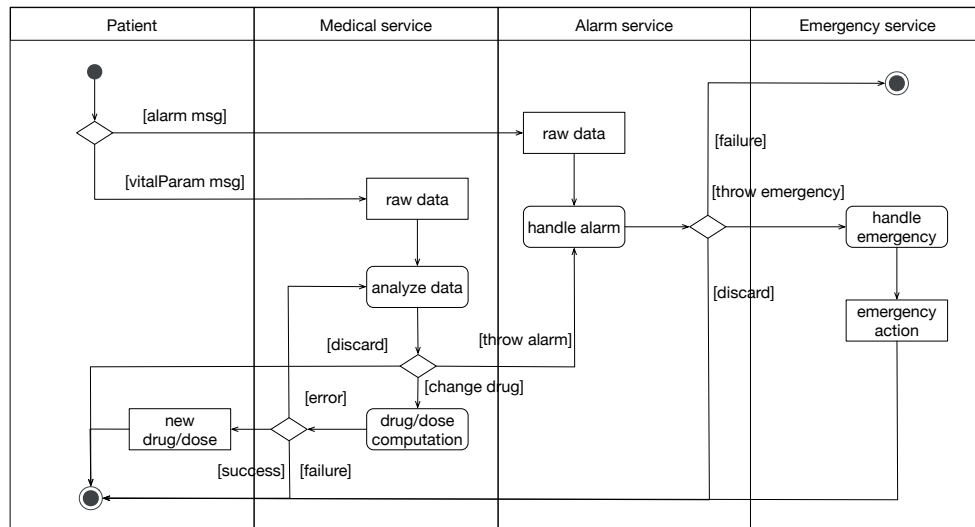 Patient
Medical service
Alarm service
Emergency service
[alarm msg]
raw data
[failure]
[vitalParam msg]
raw data
[throw emergency]
handle alarm
handle
emergency
analyze data
[discard]
emergency
action
[discard]
[throw alarm]
[change drug]
[error]
new
drug/dose
drug/dose
computation
[success]
[failure]